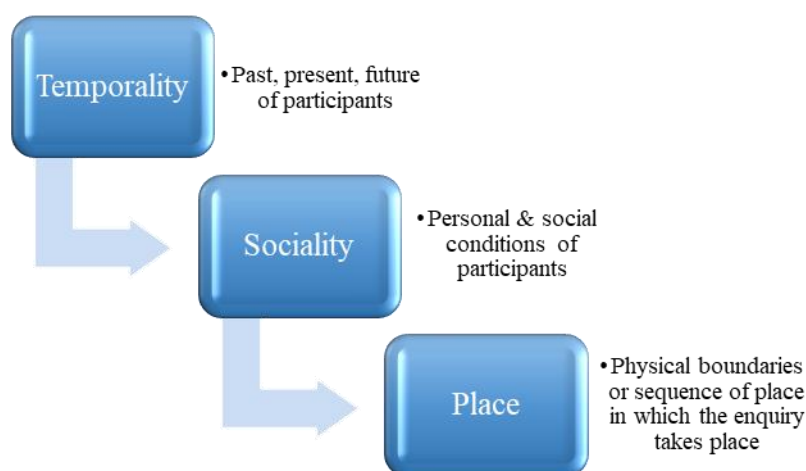 Temporality
•Past, present, future
of participants
Sociality
•Personal & social
conditions of
participants
Place
•Physical boundaries
or sequence of place
in which the enquiry
takes place